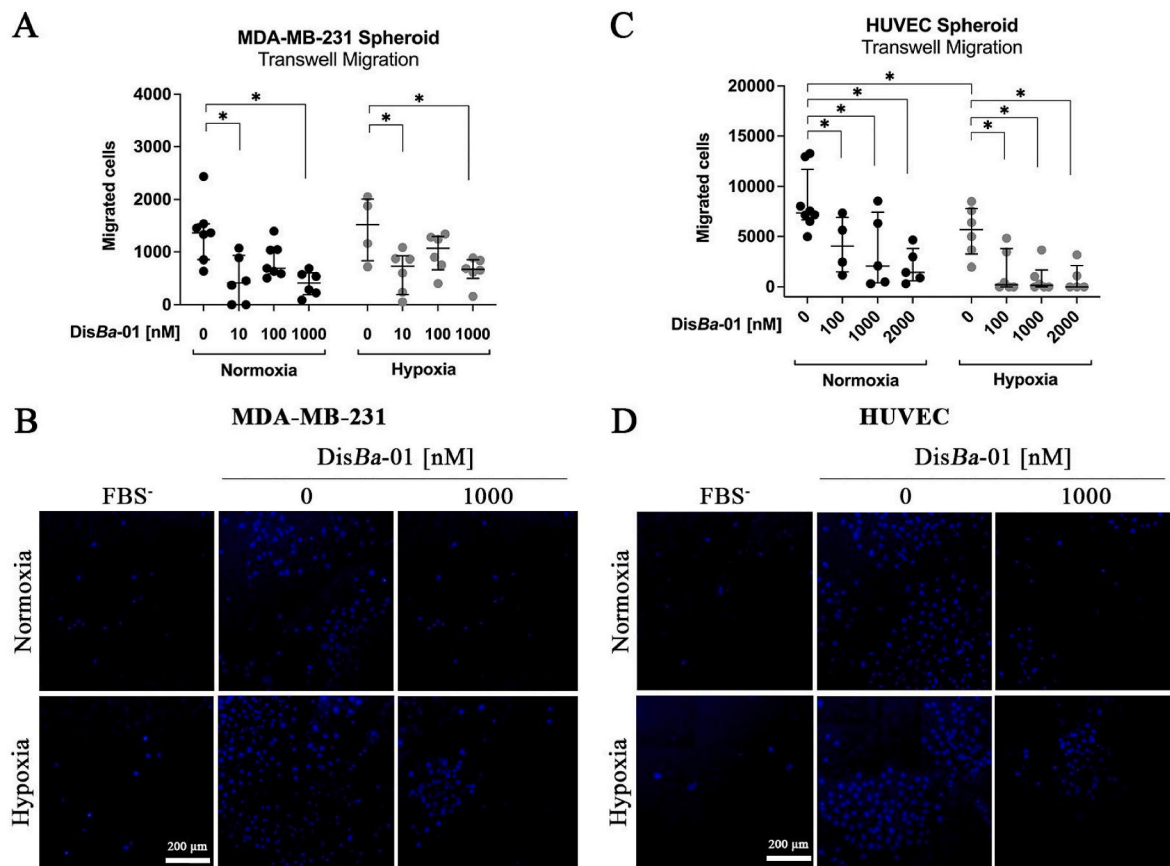 A
MDA-MB-231 Spheroid
Transwell Migration
Migrated cells
4000
3000
2000
1000
0
* * * *
DisBa-01 [nM] 0 10 100 1000 0 10 100 1000
Normoxia Hypoxia
C
HUVEC Spheroid
Transwell Migration
Migrated cells
20000
15000
10000
5000
0
* * * * * * *
DisBa-01 [nM] 0 100 1000 2000 0 100 1000 2000
Normoxia Hypoxia
B MDA-MB-231
DisBa-01 [nM]
FBS⁻ 0 1000
Normoxia
Hypoxia
200 µm
D HUVEC
DisBa-01 [nM]
FBS⁻ 0 1000
Normoxia
Hypoxia
200 µm